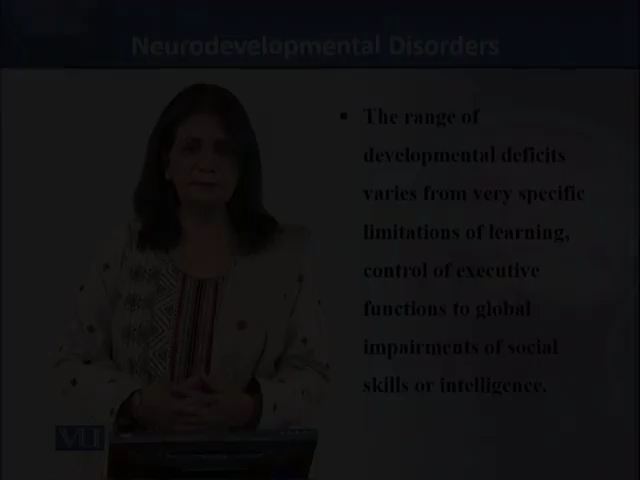 Neurodevelopmental Disorders
▪ The range of
developmental deficits
varies from very specific
limitations of learning,
control of executive
functions to global
impairments of social
skills or intelligence.
VU